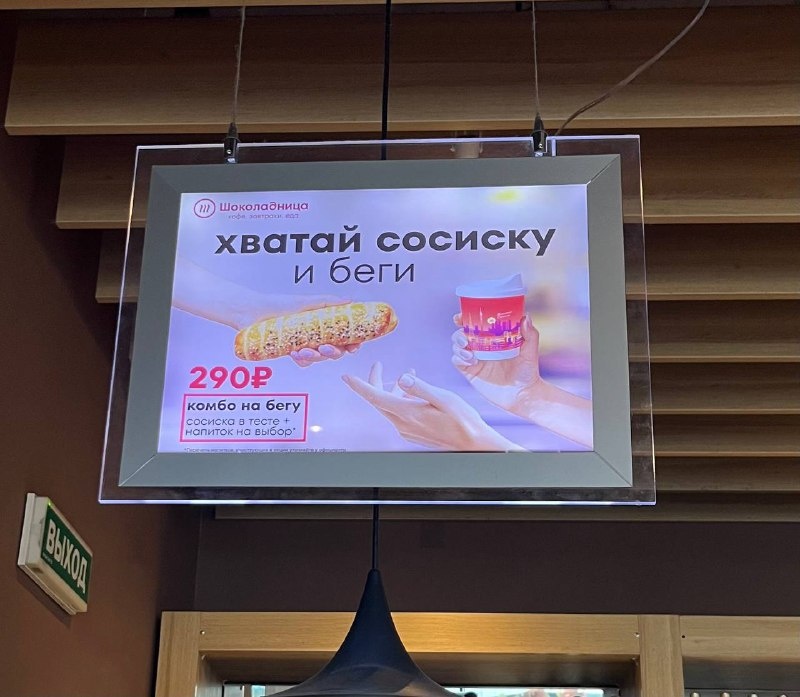 Шоколадница
кофе. завтраки. еда.
хватай сосиску
и беги
290₽
комбо на бегу
сосиска в тесте +
напиток на выбор*
ВЫХОД